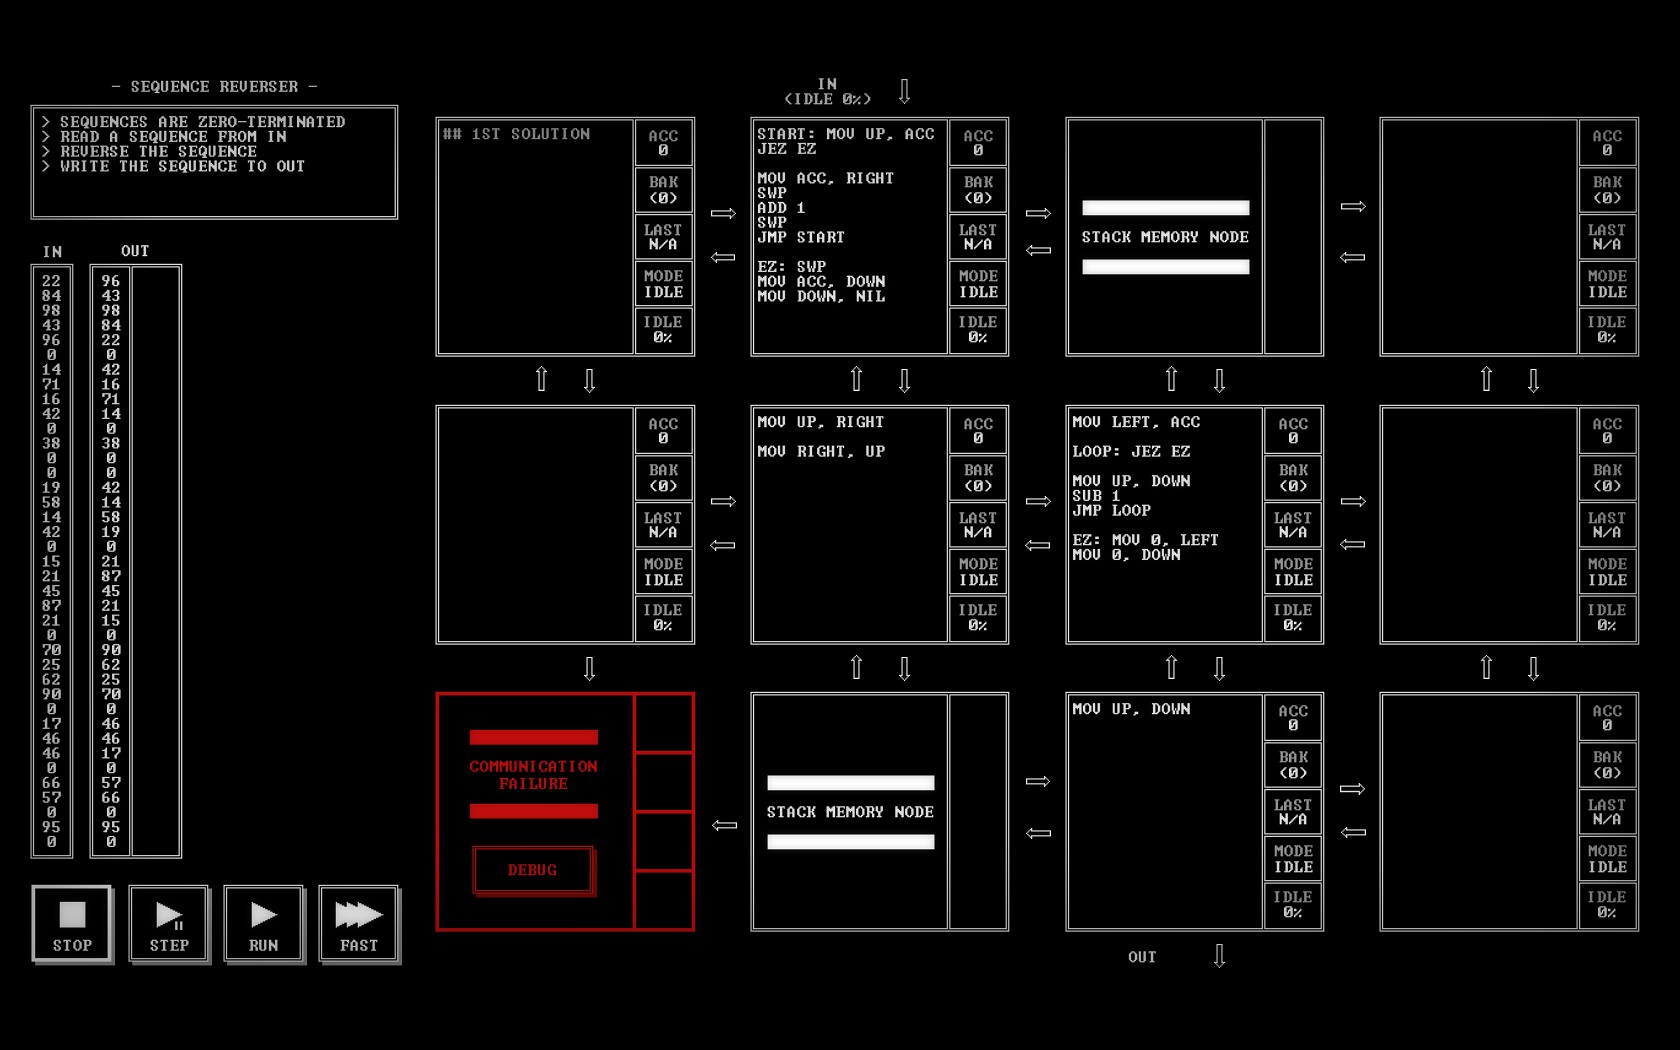 - SEQUENCE REVERSER -
> SEQUENCES ARE ZERO-TERMINATED
> READ A SEQUENCE FROM IN
> REVERSE THE SEQUENCE
> WRITE THE SEQUENCE TO OUT
IN OUT
22 96
84 43
98 98
43 84
96 22
0 0
14 42
71 16
16 71
42 14
0 0
38 38
0 0
0 0
19 42
58 14
14 58
42 19
0 0
15 21
21 87
45 45
87 21
21 15
0 0
70 90
25 62
62 25
90 70
0 0
17 46
46 46
46 17
0 0
66 57
57 66
0 0
95 95
0 0
STOP
STEP
RUN
FAST
IN
(IDLE 0%)
## 1ST SOLUTION
ACC
0
BAK
(0)
LAST
N/A
MODE
IDLE
IDLE
0%
START: MOV UP, ACC
JEZ EZ
MOV ACC, RIGHT
SWP
ADD 1
SWP
JMP START
EZ: SWP
MOV ACC, DOWN
MOV DOWN, NIL
ACC
0
BAK
(0)
LAST
N/A
MODE
IDLE
IDLE
0%
STACK MEMORY NODE
ACC
0
BAK
(0)
LAST
N/A
MODE
IDLE
IDLE
0%
ACC
0
BAK
(0)
LAST
N/A
MODE
IDLE
IDLE
0%
MOV UP, RIGHT
MOV RIGHT, UP
ACC
0
BAK
(0)
LAST
N/A
MODE
IDLE
IDLE
0%
MOV LEFT, ACC
LOOP: JEZ EZ
MOV UP, DOWN
SUB 1
JMP LOOP
EZ: MOV 0, LEFT
MOV 0, DOWN
ACC
0
BAK
(0)
LAST
N/A
MODE
IDLE
IDLE
0%
ACC
0
BAK
(0)
LAST
N/A
MODE
IDLE
IDLE
0%
COMMUNICATION
FAILURE
DEBUG
STACK MEMORY NODE
MOV UP, DOWN
ACC
0
BAK
(0)
LAST
N/A
MODE
IDLE
IDLE
0%
ACC
0
BAK
(0)
LAST
N/A
MODE
IDLE
IDLE
0%
OUT